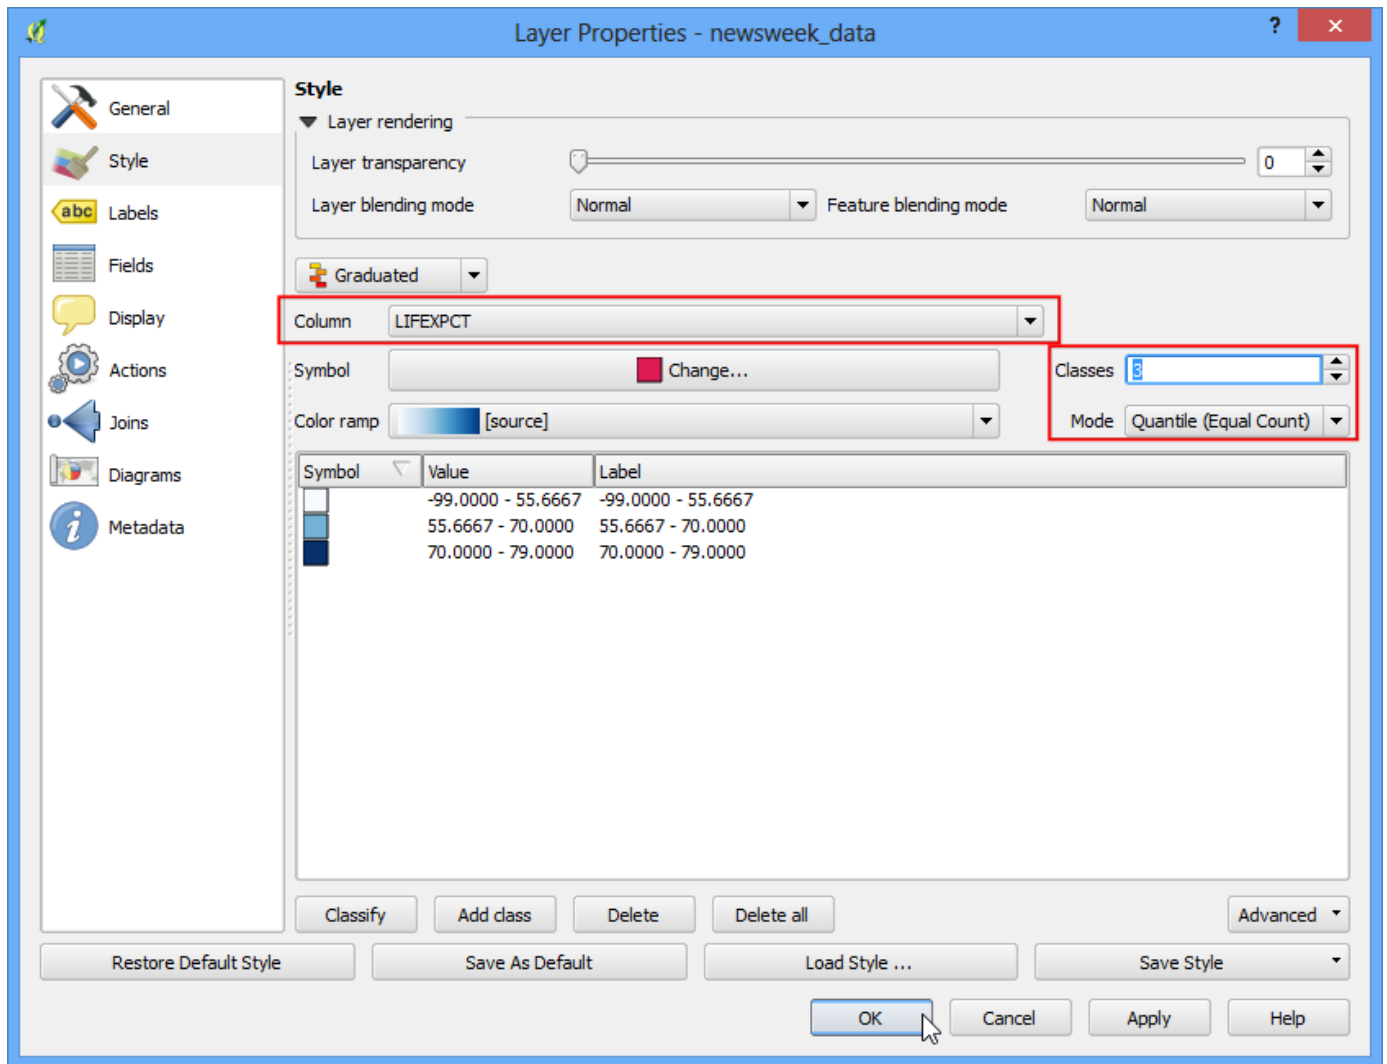 Layer Properties - newsweek_data
?
General
Style
abc Labels
Fields
Display
Actions
Joins
Diagrams
i Metadata
Style
Layer rendering
Layer transparency 0
Layer blending mode Normal Feature blending mode Normal
Graduated
Column LIFEXPCT
Symbol Change... Classes 3
Color ramp [source] Mode Quantile (Equal Count)
Symbol Value Label
-99.0000 - 55.6667 -99.0000 - 55.6667
55.6667 - 70.0000 55.6667 - 70.0000
70.0000 - 79.0000 70.0000 - 79.0000
Classify Add class Delete Delete all Advanced
Restore Default Style Save As Default Load Style ... Save Style
OK Cancel Apply Help